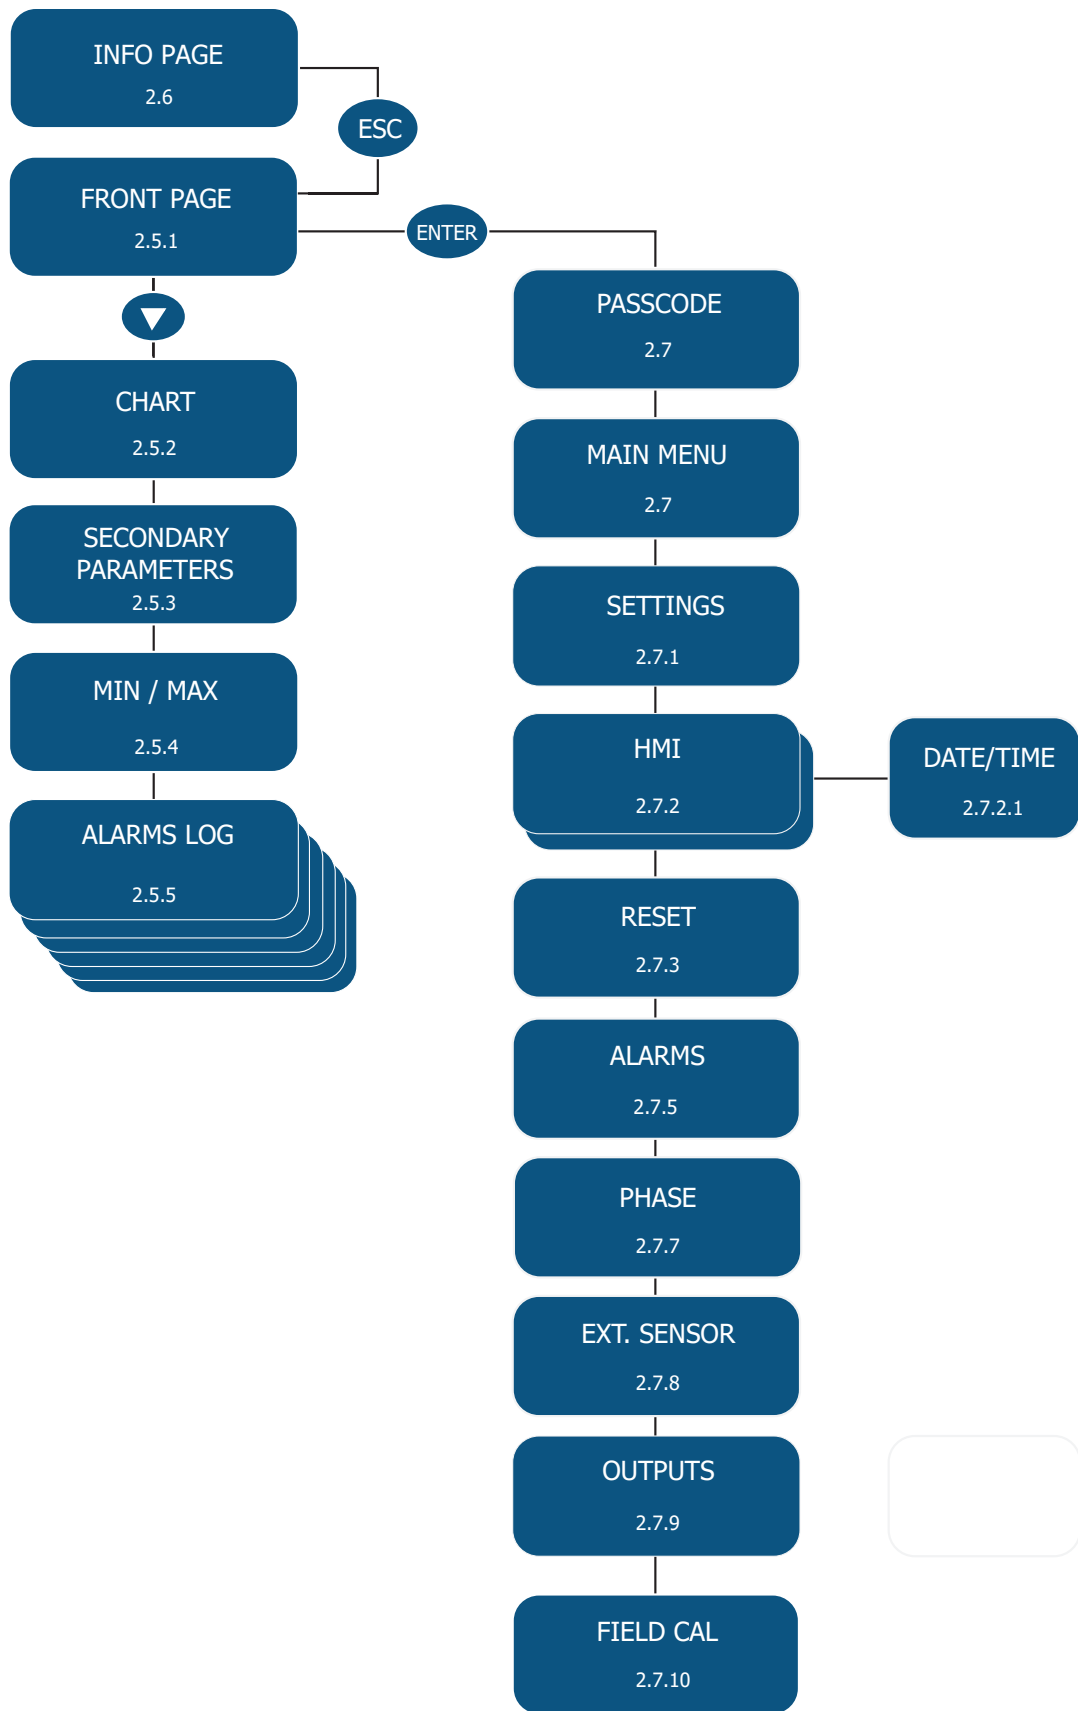 INFO PAGE
2.6
ESC
FRONT PAGE
2.5.1
ENTER
▼
CHART
2.5.2
SECONDARY
PARAMETERS
2.5.3
MIN / MAX
2.5.4
ALARMS LOG
2.5.5
PASSCODE
2.7
MAIN MENU
2.7
SETTINGS
2.7.1
HMI
2.7.2
DATE/TIME
2.7.2.1
RESET
2.7.3
ALARMS
2.7.5
PHASE
2.7.7
EXT. SENSOR
2.7.8
OUTPUTS
2.7.9
FIELD CAL
2.7.10